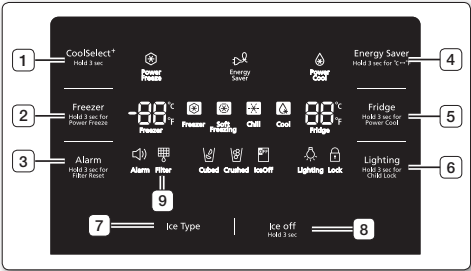 1
CoolSelect+
Hold 3 sec
Power
Freeze
Energy
Saver
Power
Cool
Energy Saver
Hold 3 sec for °C↔°F
4
2
Freezer
Hold 3 sec for
Power Freeze
-88 °C °F
Freezer
Freezer
Soft
Freezing
Chill
Cool
88 °C °F
Fridge
Fridge
Hold 3 sec for
Power Cool
5
3
Alarm
Hold 3 sec for
Filter Reset
Alarm Filter
Cubed Crushed Ice Off
Lighting Lock
Lighting
Hold 3 sec for
Child Lock
6
9
7
Ice Type
Ice off
Hold 3 sec
8